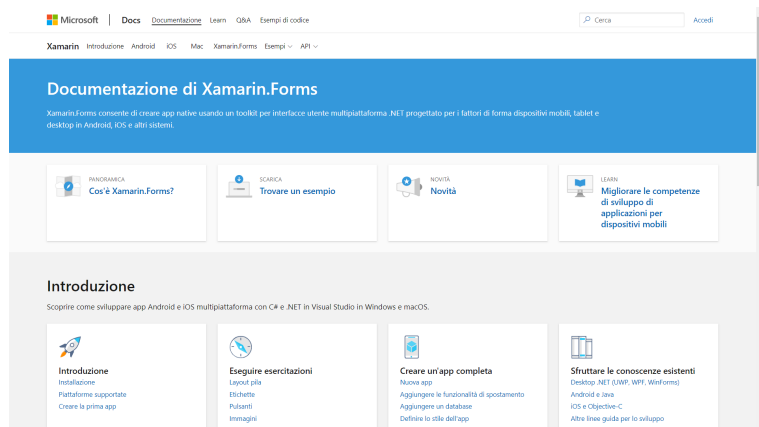 Microsoft Docs Documentazione Learn Q&A Esempi di codice Cerca Accedi
Xamarin Introduzione Android iOS Mac Xamarin.Forms Esempi API
Documentazione di Xamarin.Forms
Xamarin.Forms consente di creare app native usando un toolkit per interfacce utente multipiattaforma .NET progettato per i fattori di forma dispositivi mobili, tablet e
desktop in Android, iOS e altri sistemi.
PANORAMICA
Cos'è Xamarin.Forms?
SCARICA
Trovare un esempio
NOVITÀ
Novità
LEARN
Migliorare le competenze
di sviluppo di
applicazioni per
dispositivi mobili
Introduzione
Scoprire come sviluppare app Android e iOS multipiattaforma con C# e .NET in Visual Studio in Windows e macOS.
Introduzione
Installazione
Piattaforme supportate
Creare la prima app
Eseguire esercitazioni
Layout pila
Etichette
Pulsanti
Immagini
Creare un'app completa
Nuova app
Aggiungere le funzionalità di spostamento
Aggiungere un database
Definire lo stile dell'app
Sfruttare le conoscenze esistenti
Desktop .NET (UWP, WPF, WinForms)
Android e Java
iOS e Objective-C
Altre linee guida per lo sviluppo